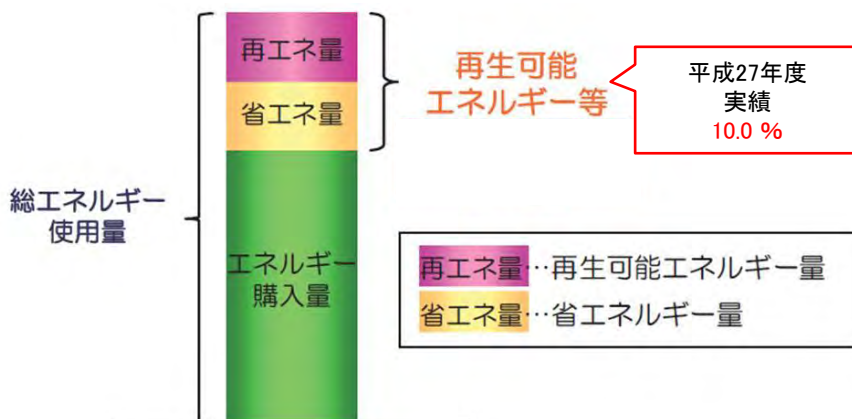 再エネ量
省エネ量
エネルギー
購入量
総エネルギー
使用量
再生可能
エネルギー等
平成27年度
実績
10.0 %
再エネ量…再生可能エネルギー量
省エネ量…省エネルギー量